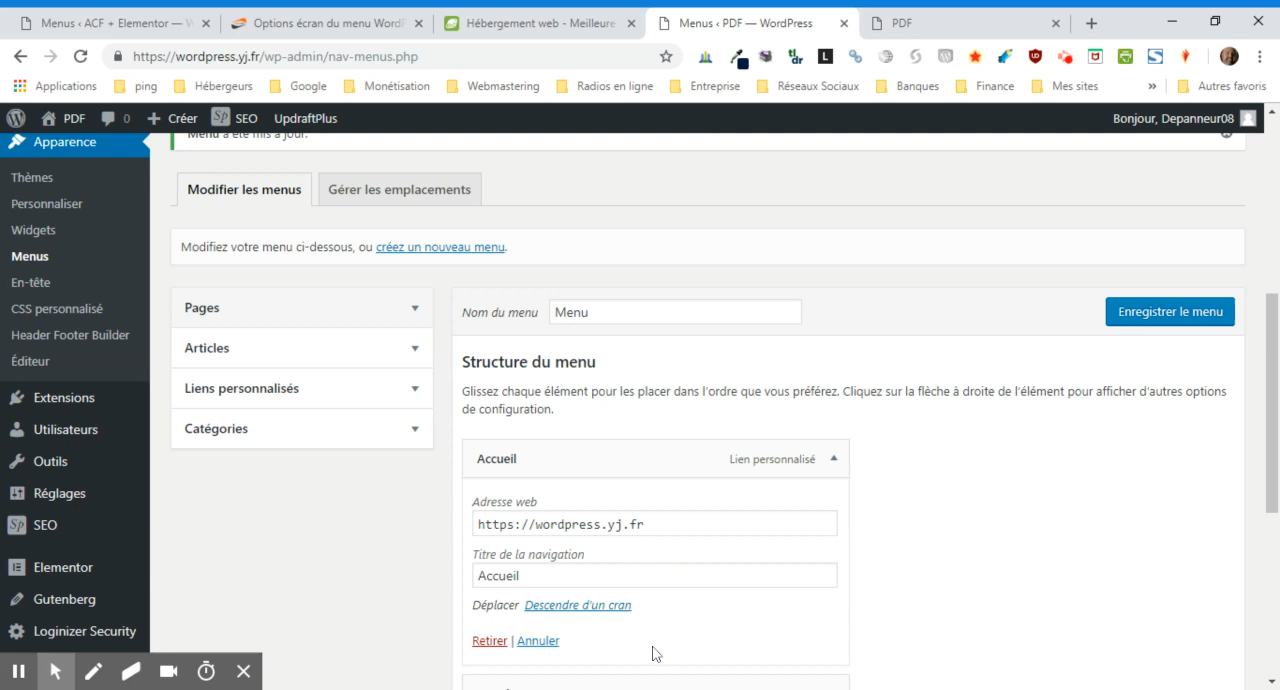 Menus ‹ ACF + Elementor — W
Options écran du menu WordP
Hébergement web - Meilleure
Menus ‹ PDF — WordPress
PDF
https://wordpress.yj.fr/wp-admin/nav-menus.php
Applications
ping
Hébergeurs
Google
Monétisation
Webmastering
Radios en ligne
Entreprise
Réseaux Sociaux
Banques
Finance
Mes sites
»
Autres favoris
PDF
0
Créer
SEO
UpdraftPlus
Bonjour, Depanneur08
Apparence
Thèmes
Personnaliser
Widgets
Menus
En-tête
CSS personnalisé
Header Footer Builder
Éditeur
Extensions
Utilisateurs
Outils
Réglages
SEO
Elementor
Gutenberg
Loginizer Security
Menu a été mis à jour.
Modifier les menus
Gérer les emplacements
Modifiez votre menu ci-dessous, ou créez un nouveau menu.
Pages
Articles
Liens personnalisés
Catégories
Nom du menu
Menu
Enregistrer le menu
Structure du menu
Glissez chaque élément pour les placer dans l'ordre que vous préférez. Cliquez sur la flèche à droite de l'élément pour afficher d'autres options
de configuration.
Accueil
Lien personnalisé
Adresse web
https://wordpress.yj.fr
Titre de la navigation
Accueil
Déplacer Descendre d'un cran
Retirer | Annuler